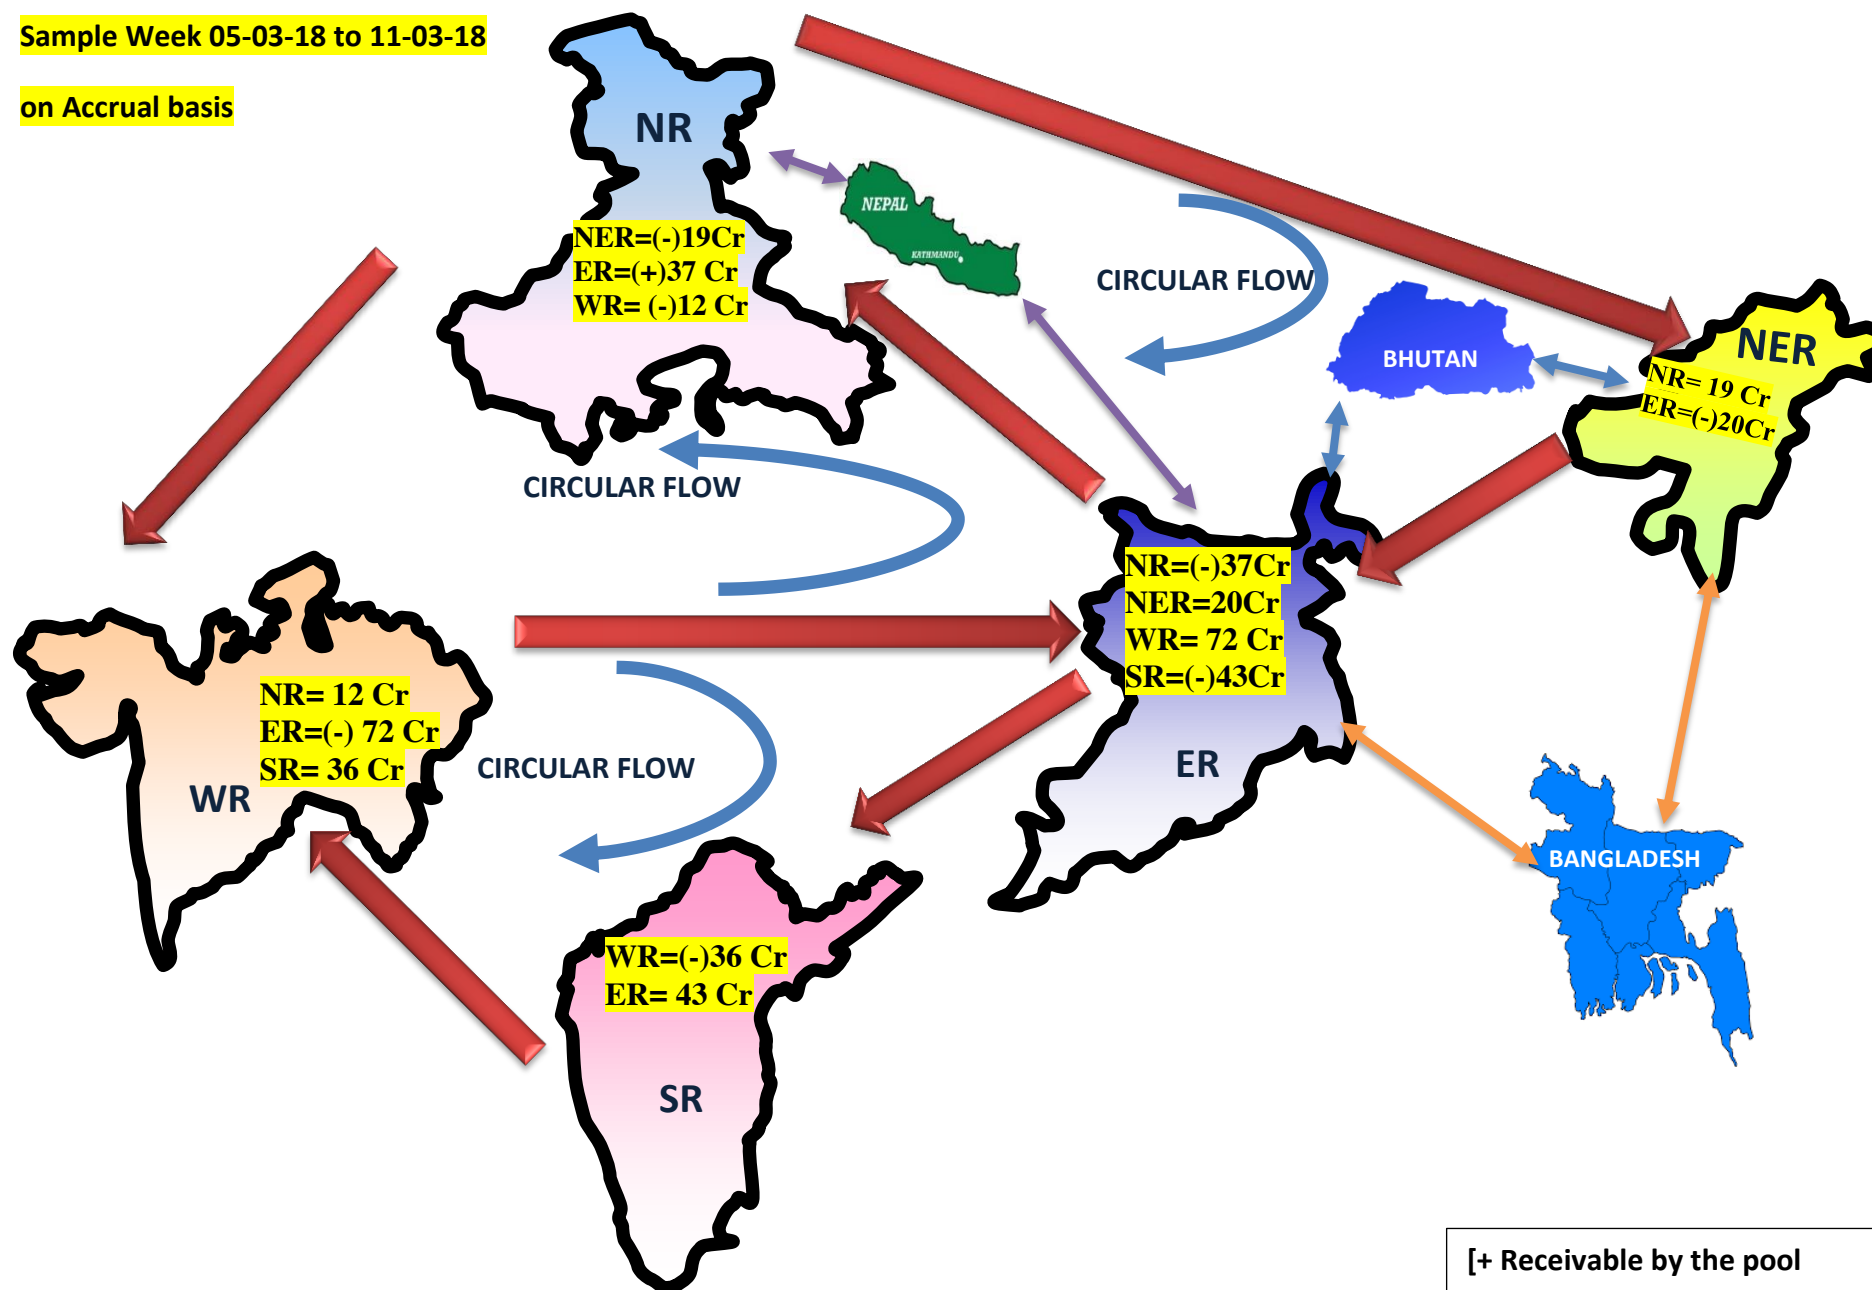 Sample Week 05-03-18 to 11-03-18
on Accrual basis
NR
NER=(-)19Cr
ER=(+)37 Cr
WR= (-)12 Cr
NEPAL
KATHMANDU
CIRCULAR FLOW
BHUTAN
NER
NR= 19 Cr
ER=(-)20Cr
CIRCULAR FLOW
NR=(-)37Cr
NER=20Cr
WR= 72 Cr
SR=(-)43Cr
ER
NR= 12 Cr
ER=(-) 72 Cr
SR= 36 Cr
WR
CIRCULAR FLOW
BANGLADESH
WR=(-)36 Cr
ER= 43 Cr
SR
[+ Receivable by the pool